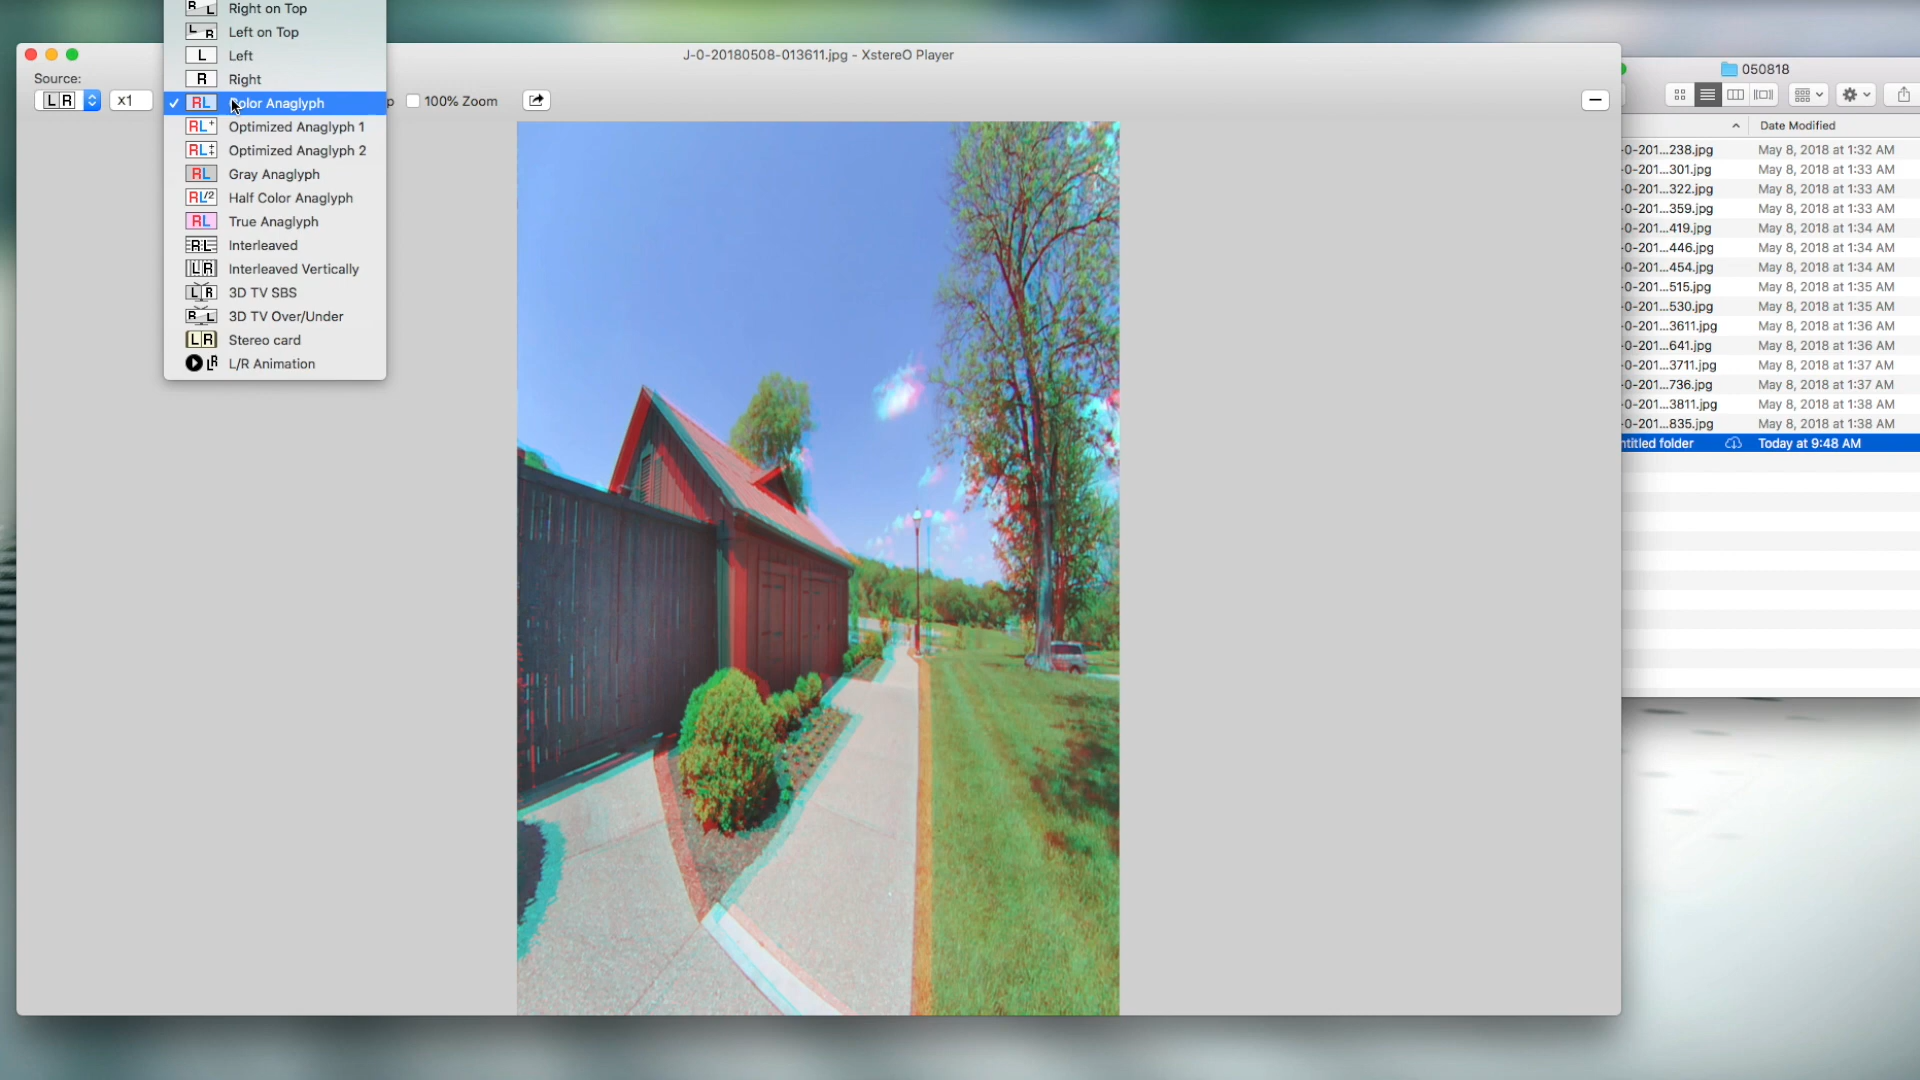 Right on Top
Left on Top
L Left
R Right
J-0-20180508-013611.jpg - XstereO Player
050818
Source:
L R
x1
RL Color Anaglyph
100% Zoom
RL+ Optimized Anaglyph 1
RL‡ Optimized Anaglyph 2
RL Gray Anaglyph
RL/2 Half Color Anaglyph
RL True Anaglyph
RL Interleaved
LR Interleaved Vertically
L R 3D TV SBS
R L 3D TV Over/Under
LR Stereo card
LR L/R Animation
Date Modified
-0-201...238.jpg May 8, 2018 at 1:32 AM
-0-201...301.jpg May 8, 2018 at 1:33 AM
-0-201...322.jpg May 8, 2018 at 1:33 AM
-0-201...359.jpg May 8, 2018 at 1:33 AM
-0-201...419.jpg May 8, 2018 at 1:34 AM
-0-201...446.jpg May 8, 2018 at 1:34 AM
-0-201...454.jpg May 8, 2018 at 1:34 AM
-0-201...515.jpg May 8, 2018 at 1:35 AM
-0-201...530.jpg May 8, 2018 at 1:35 AM
-0-201...3611.jpg May 8, 2018 at 1:36 AM
-0-201...641.jpg May 8, 2018 at 1:36 AM
-0-201...3711.jpg May 8, 2018 at 1:37 AM
-0-201...736.jpg May 8, 2018 at 1:37 AM
-0-201...3811.jpg May 8, 2018 at 1:38 AM
-0-201...835.jpg May 8, 2018 at 1:38 AM
ntitled folder Today at 9:48 AM